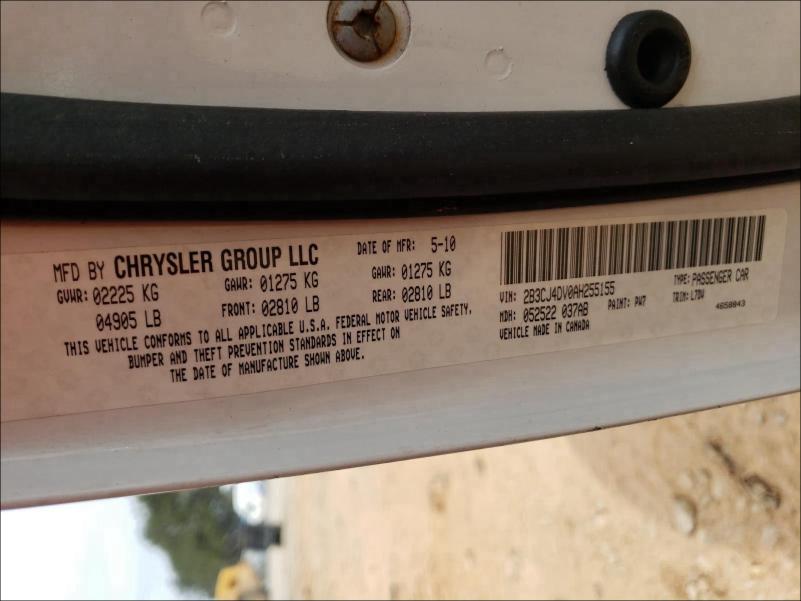 MFD BY CHRYSLER GROUP LLC DATE OF MFR: 5-10
GVWR: 02225 KG GAWR: 01275 KG GAWR: 01275 KG
04905 LB FRONT: 02810 LB REAR: 02810 LB
THIS VEHICLE CONFORMS TO ALL APPLICABLE U.S.A. FEDERAL MOTOR VEHICLE SAFETY,
BUMPER AND THEFT PREVENTION STANDARDS IN EFFECT ON
THE DATE OF MANUFACTURE SHOWN ABOVE.
VIN: 2B3CJ4DV0AH255155 TYPE: PASSENGER CAR
MDH: 052522 037AB PAINT: PW7 TRIM: L7DV
VEHICLE MADE IN CANADA 4658843